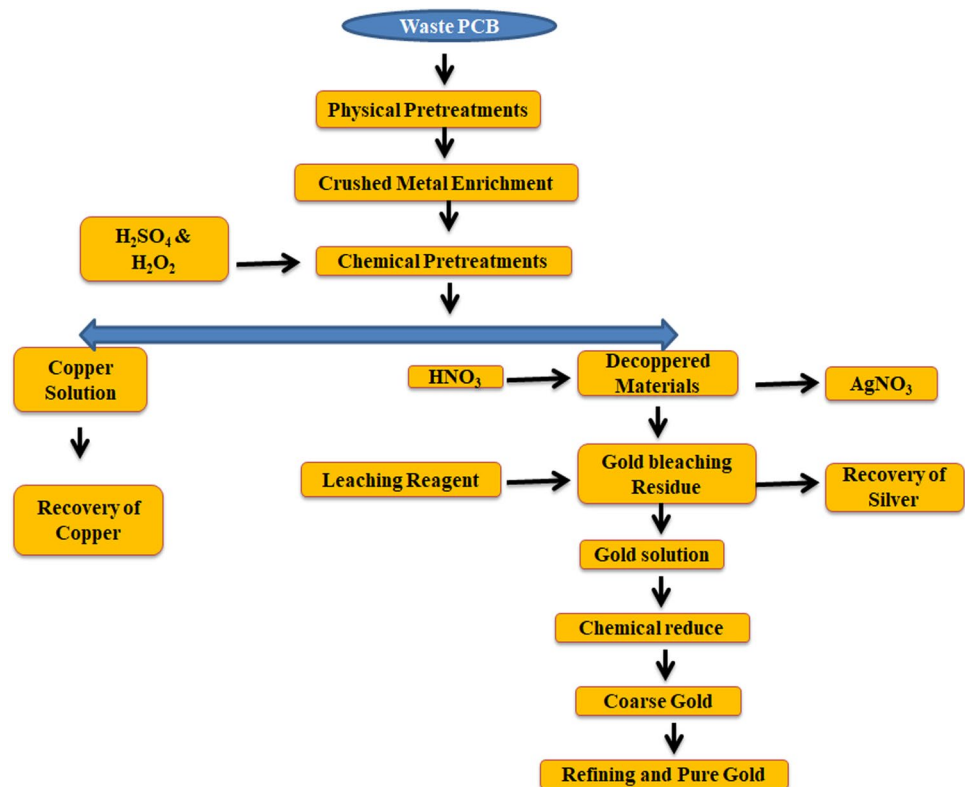 Waste PCB
Physical Pretreatments
Crushed Metal Enrichment
H₂SO₄ &
H₂O₂
Chemical Pretreatments
Copper
Solution
HNO₃
Decoppered
Materials
AgNO₃
Recovery of
Copper
Leaching Reagent
Gold bleaching
Residue
Recovery of
Silver
Gold solution
Chemical reduce
Coarse Gold
Refining and Pure Gold